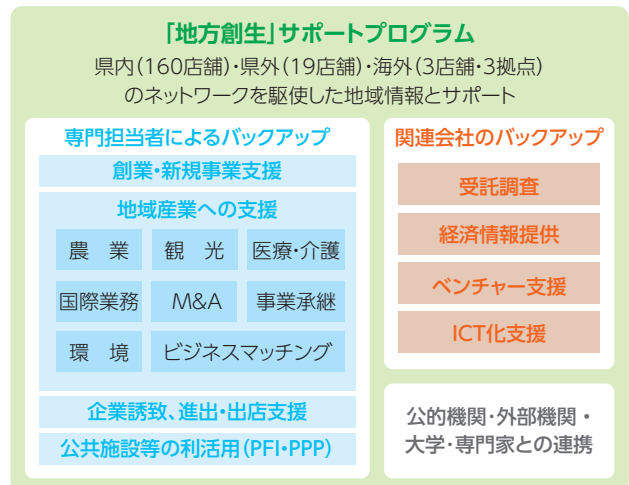 「地方創生」サポートプログラム
県内(160店舗)・県外(19店舗)・海外(3店舗・3拠点)
のネットワークを駆使した地域情報とサポート
専門担当者によるバックアップ
創業・新規事業支援
地域産業への支援
農　業
観　光
医療・介護
国際業務
M&A
事業承継
環　境
ビジネスマッチング
企業誘致、進出・出店支援
公共施設等の利活用(PFI・PPP)
関連会社のバックアップ
受託調査
経済情報提供
ベンチャー支援
ICT化支援
公的機関・外部機関・
大学・専門家との連携